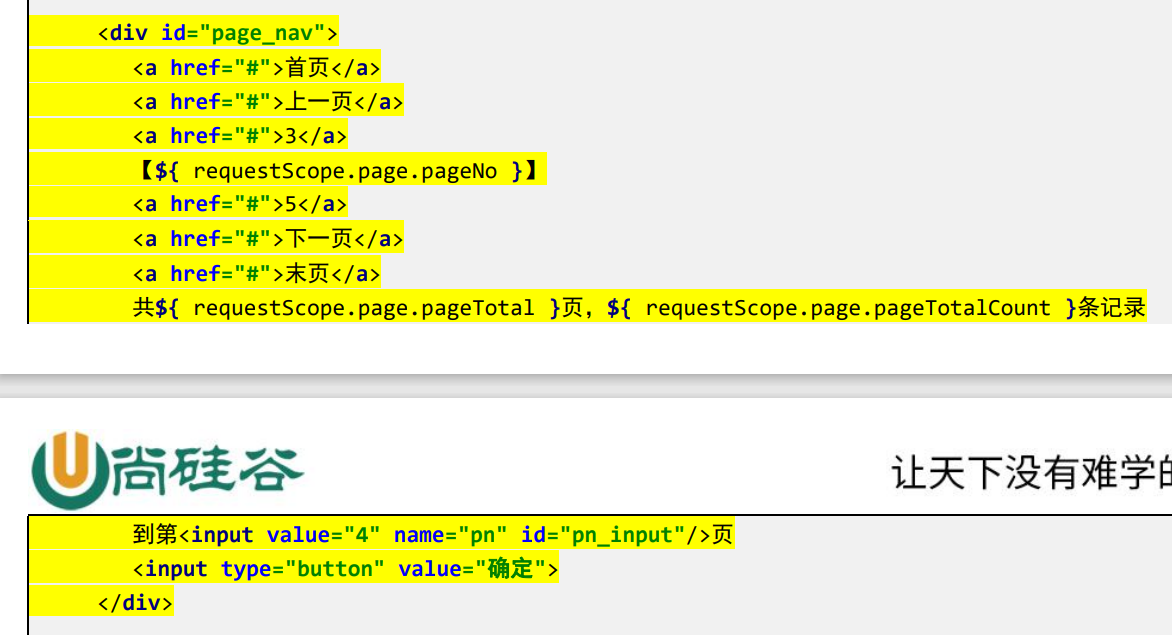 <div id="page_nav">
<a href="#">首页</a>
<a href="#">上一页</a>
<a href="#">3</a>
【${ requestScope.page.pageNo }】
<a href="#">5</a>
<a href="#">下一页</a>
<a href="#">末页</a>
共${ requestScope.page.pageTotal }页，${ requestScope.page.pageTotalCount }条记录
尚硅谷
让天下没有难学
到第<input value="4" name="pn" id="pn_input"/>页
<input type="button" value="确定">
</div>